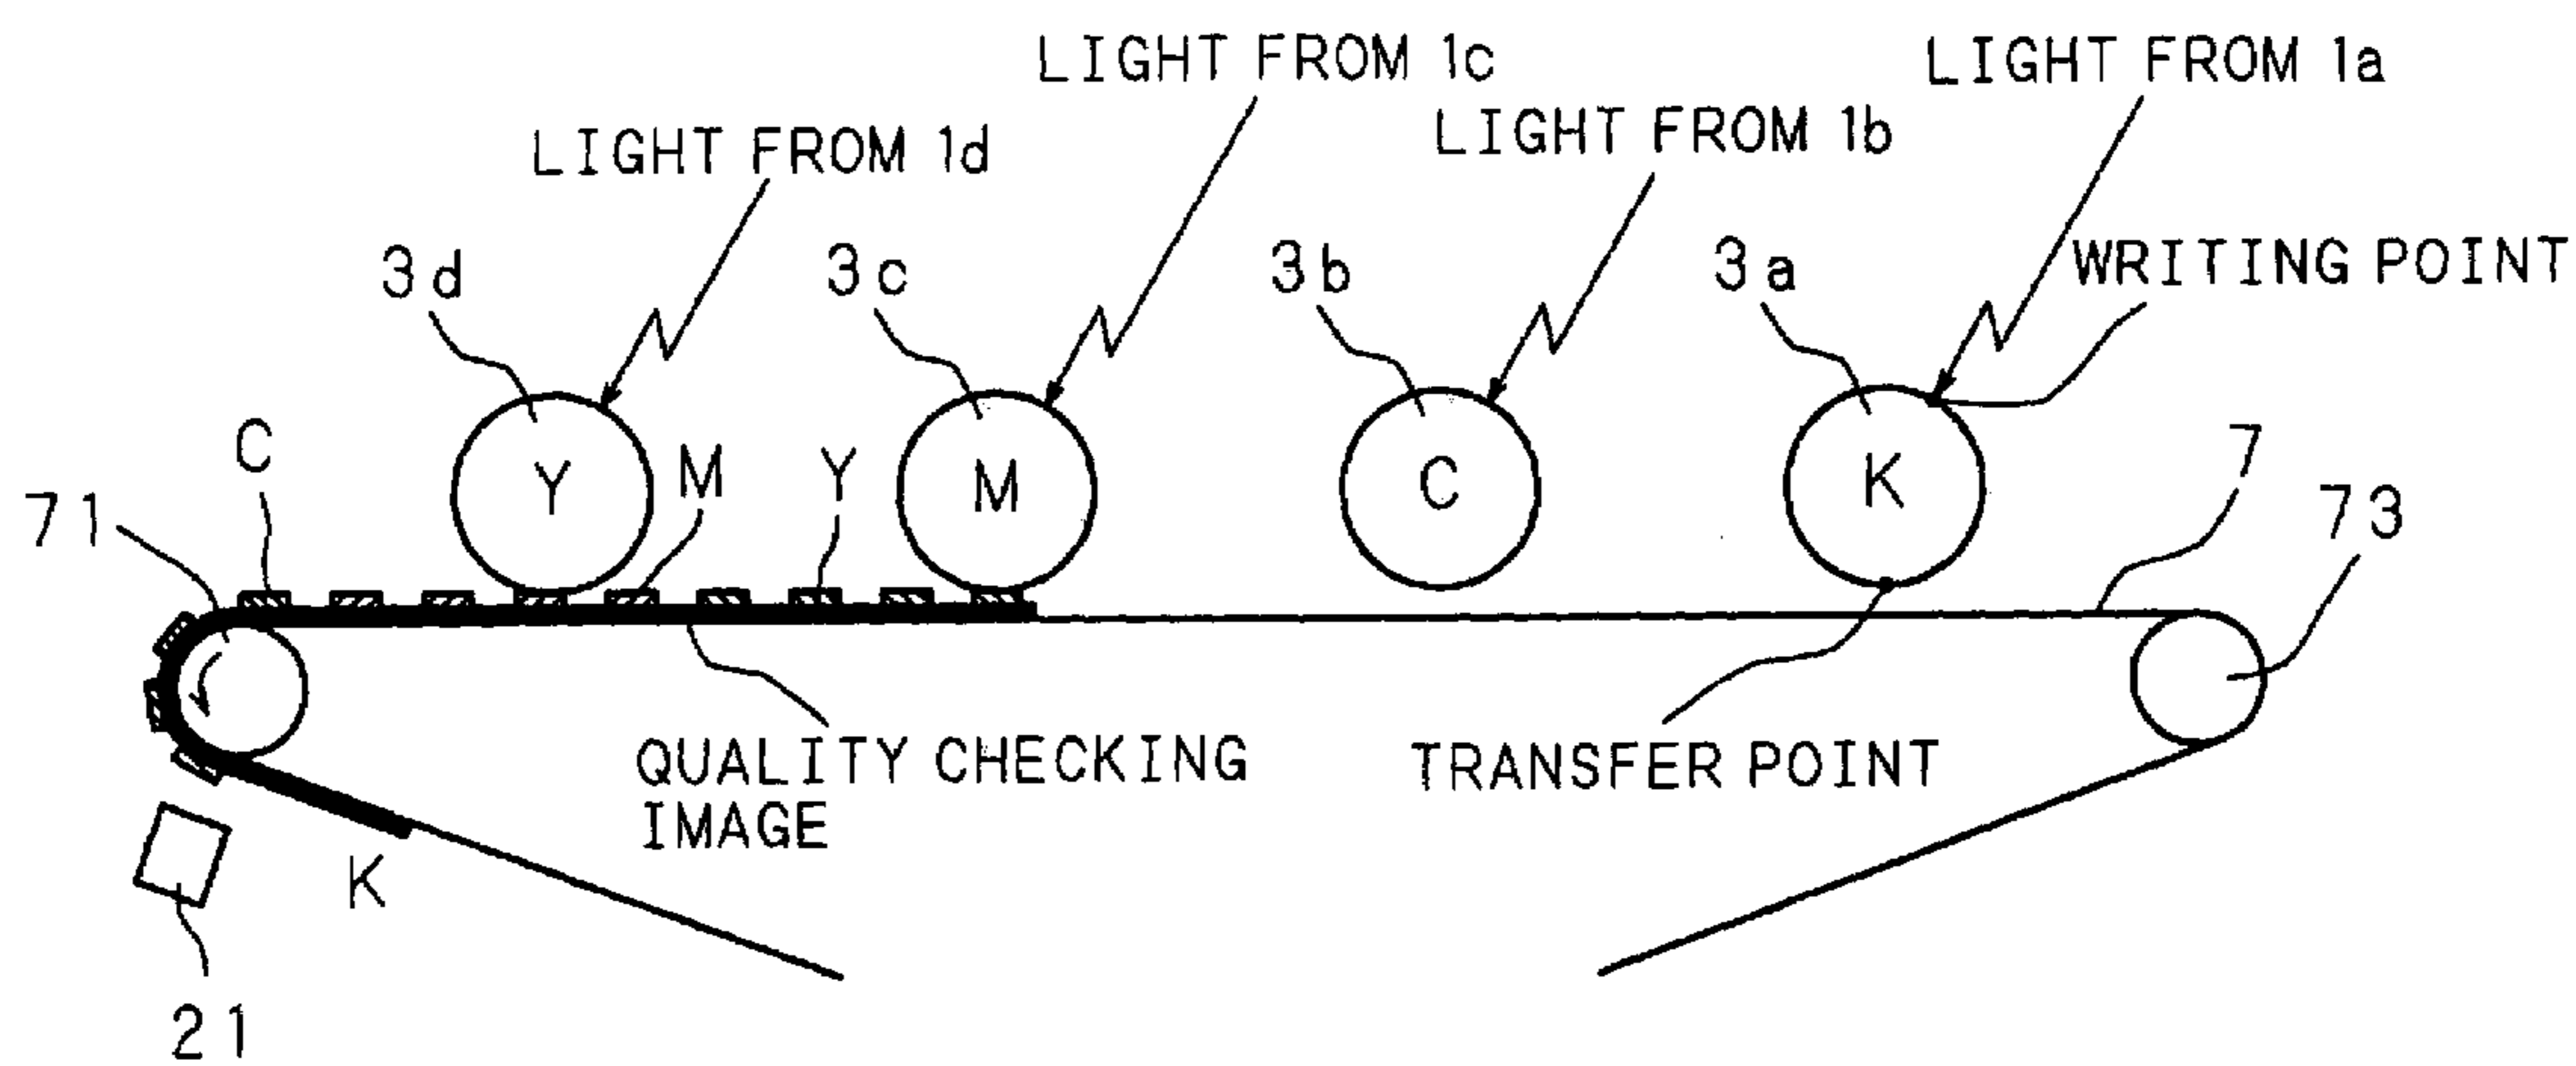 LIGHT FROM 1c
LIGHT FROM 1a
LIGHT FROM 1b
LIGHT FROM 1d
3d
3c
3b
3a
WRITING POINT
C
Y
M
Y
M
C
K
7
71
73
QUALITY CHECKING
IMAGE
TRANSFER POINT
K
21